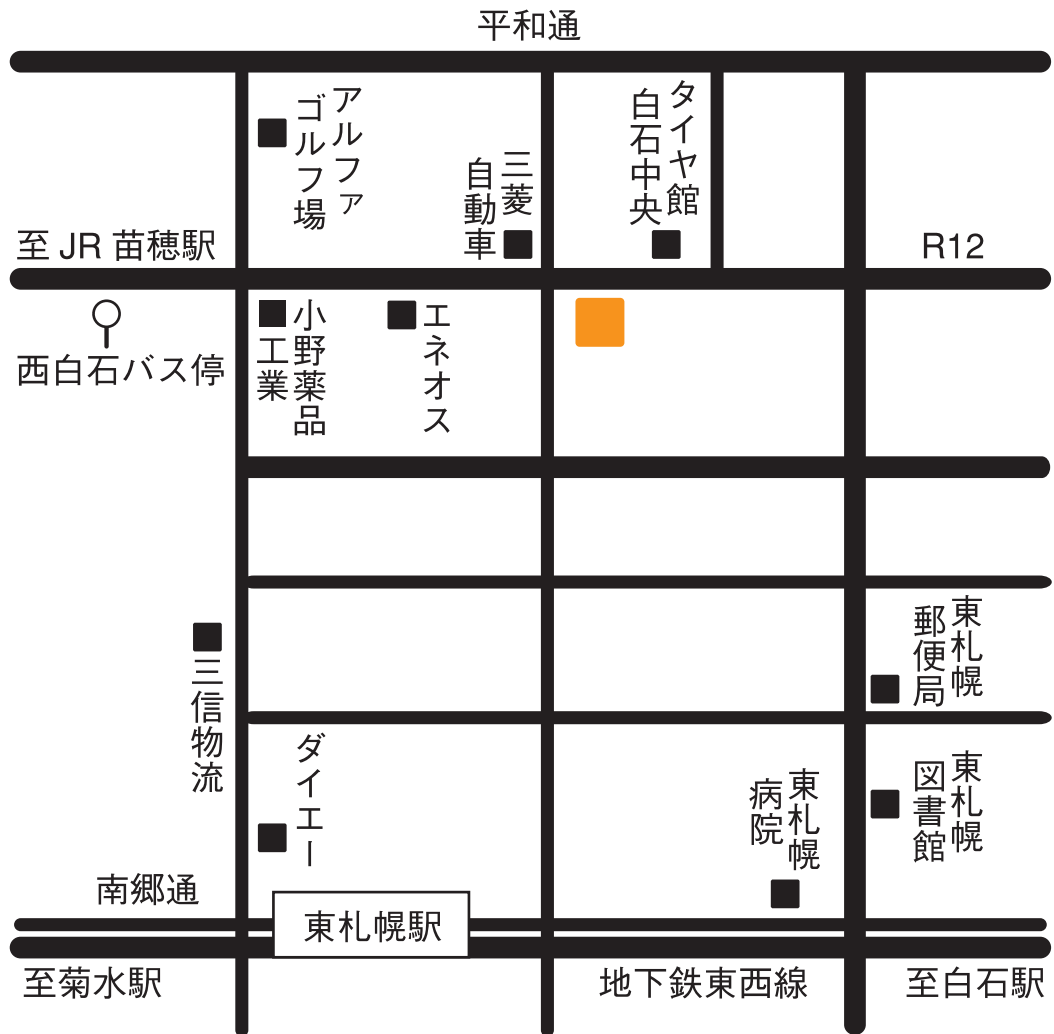 平和通
アルファ
ゴルフ場
三菱
自動車
タイヤ館
白石中央
至 JR 苗穂駅
R12
西白石バス停
小野薬品
工業
エネオス
東札幌
郵便局
三信物流
ダイエー
東札幌
病院
東札幌
図書館
南郷通
東札幌駅
至菊水駅
地下鉄東西線
至白石駅